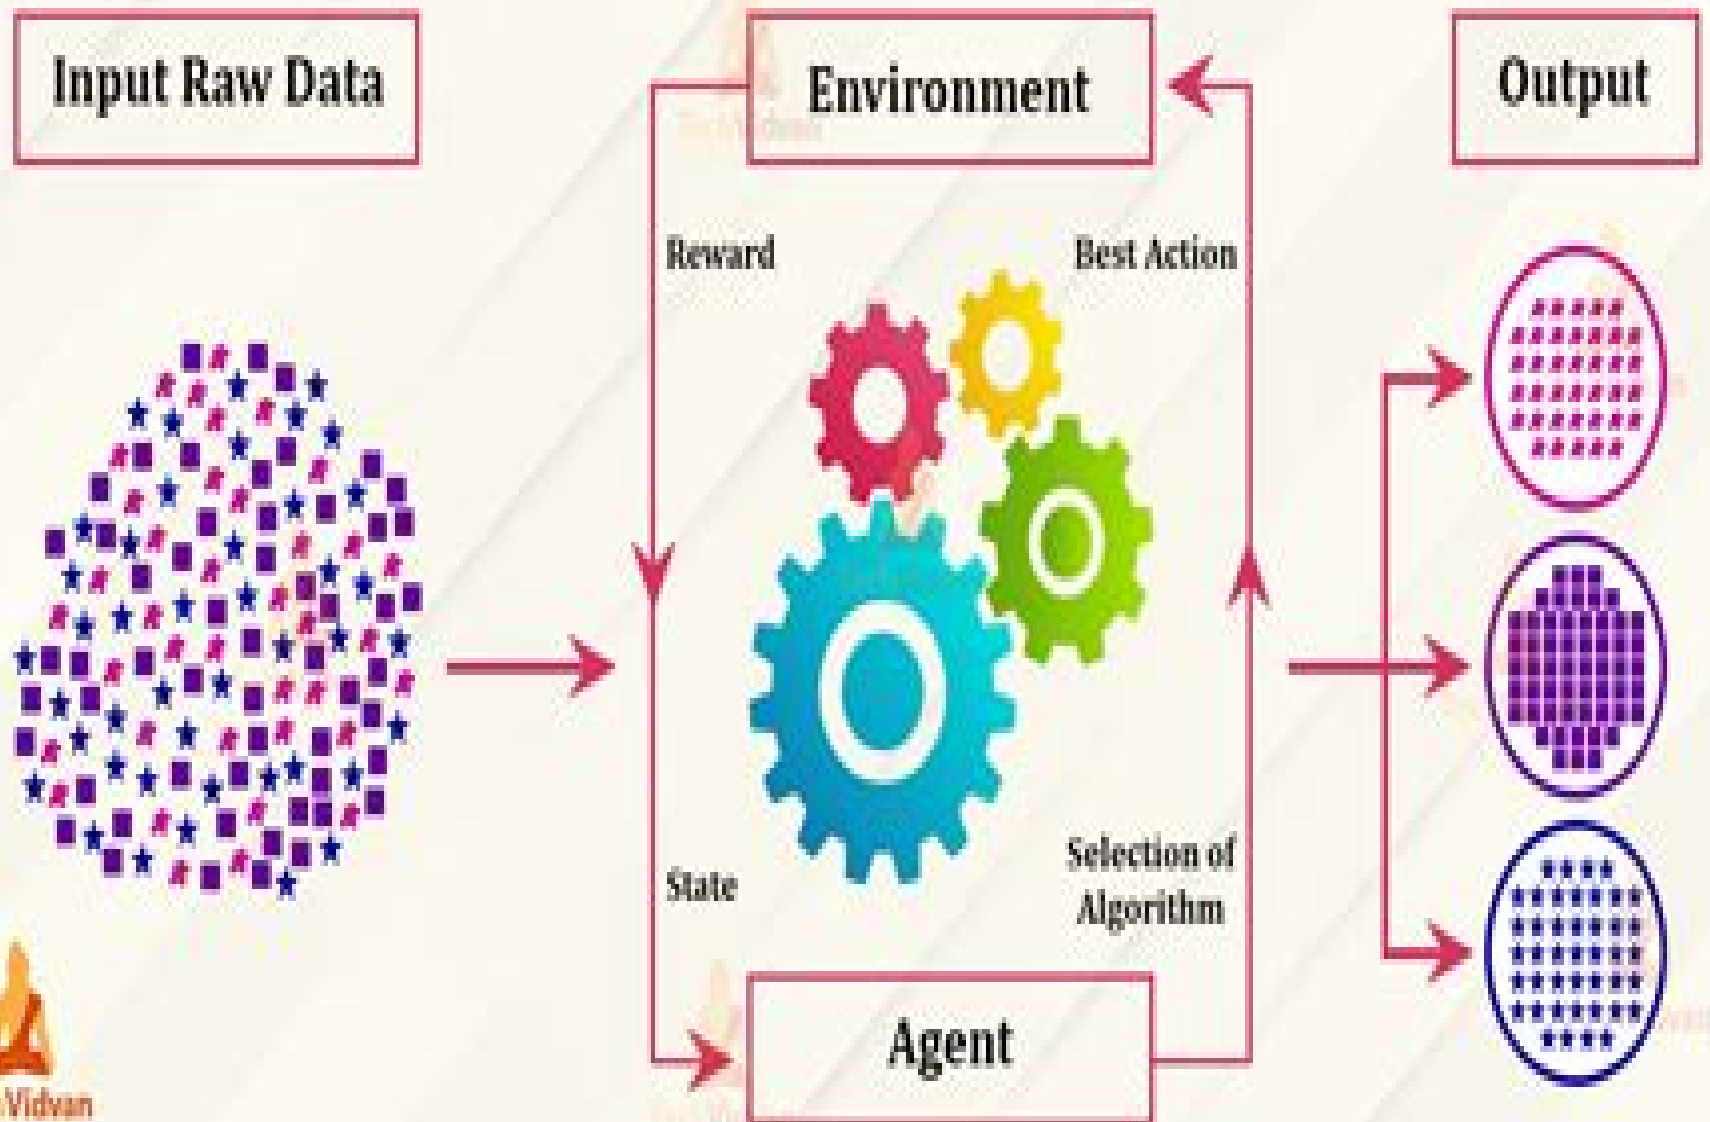 Input Raw Data
Environment
Output
Reward
Best Action
State
Selection of
Algorithm
Agent
Vidvan